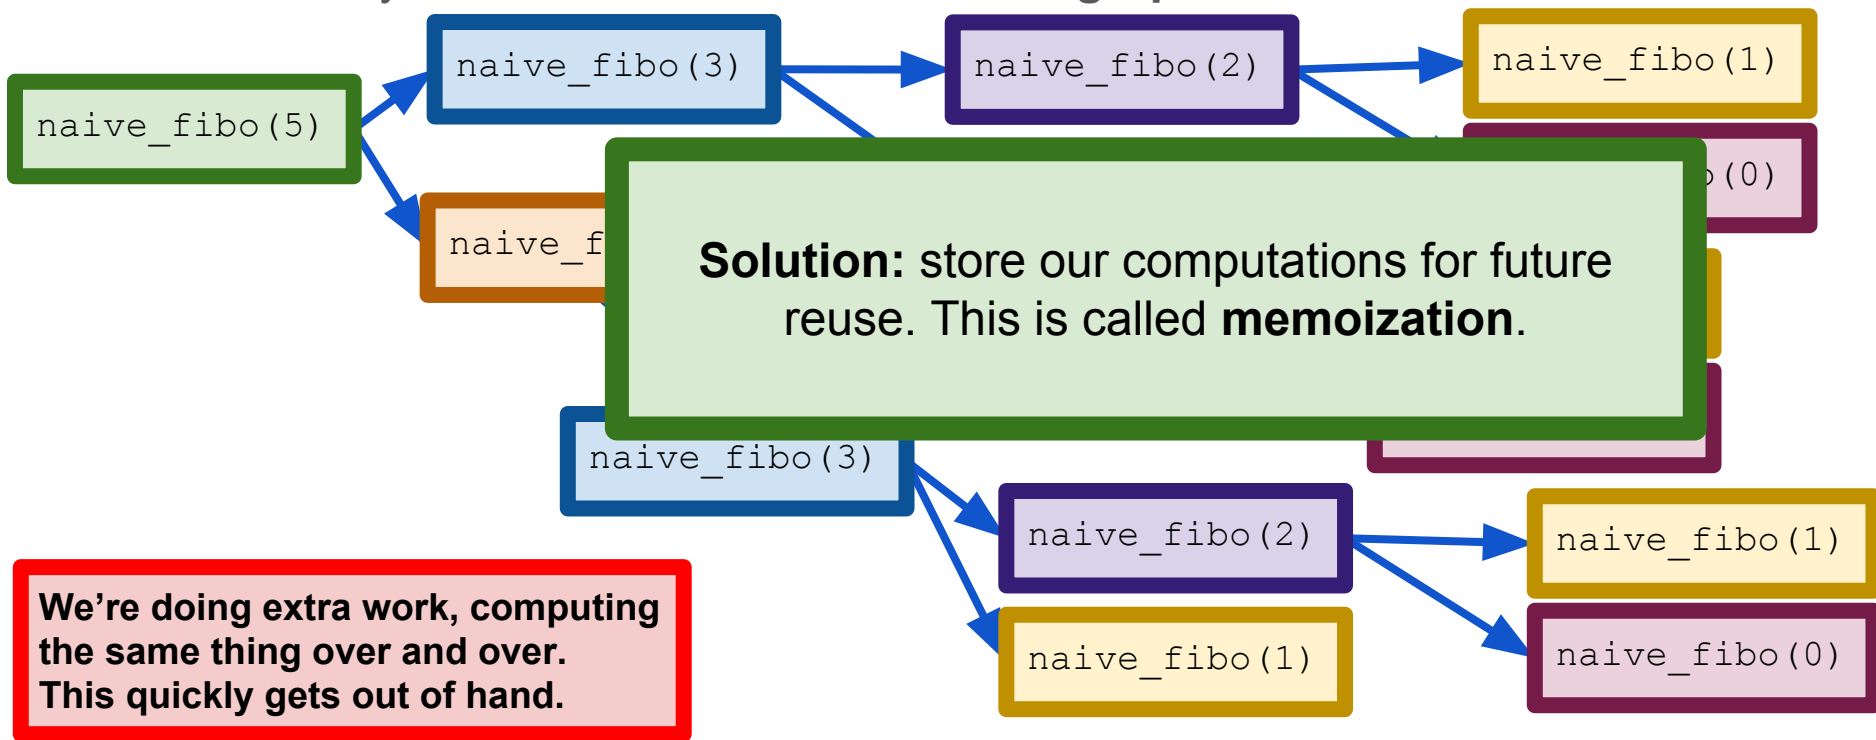 naive_fibo(3)
naive_fibo(2)
naive_fibo(1)
naive_fibo(5)
(0)
naive_f
Solution: store our computations for future
reuse. This is called memoization.
naive_fibo(3)
naive_fibo(2)
naive_fibo(1)
We’re doing extra work, computing
the same thing over and over.
This quickly gets out of hand.
naive_fibo(1)
naive_fibo(0)